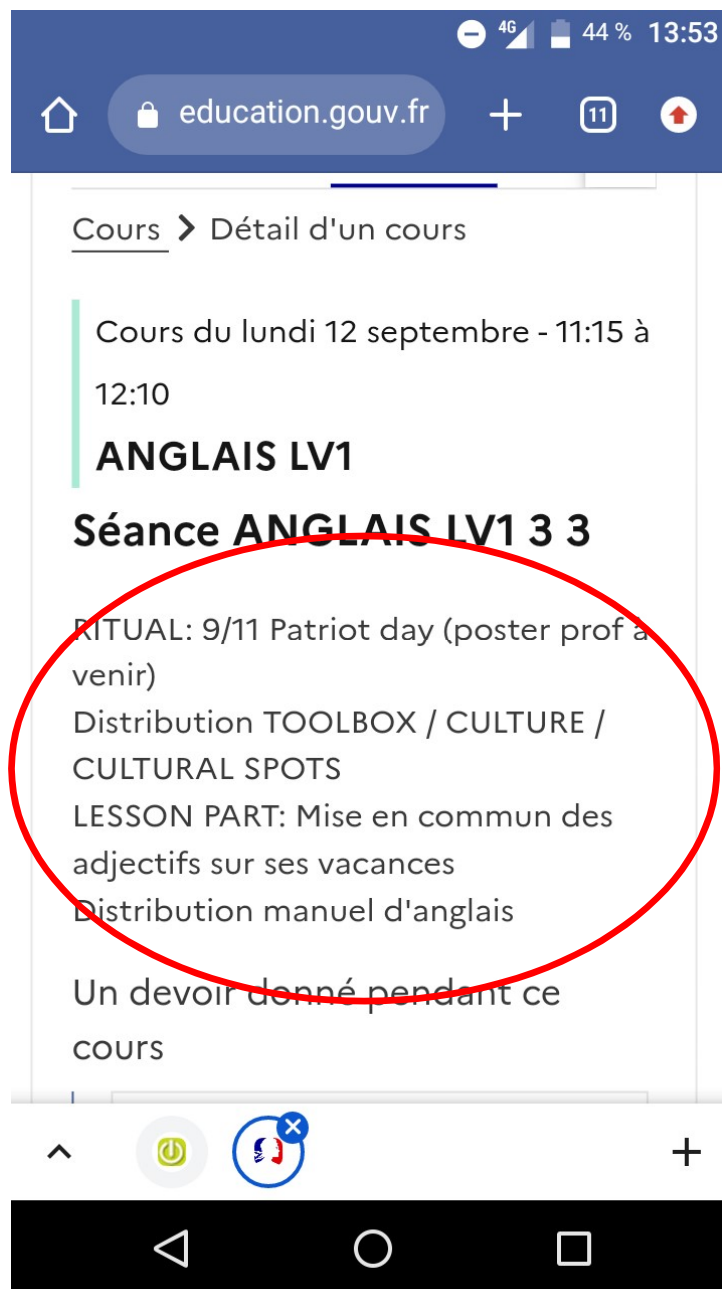 4G 44 % 13:53
education.gouv.fr 11
Cours Détail d'un cours
Cours du lundi 12 septembre - 11:15 à
12:10
ANGLAIS LV1
Séance ANGLAIS LV1 3 3
RITUAL: 9/11 Patriot day (poster prof à
venir)
Distribution TOOLBOX / CULTURE /
CULTURAL SPOTS
LESSON PART: Mise en commun des
adjectifs sur ses vacances
Distribution manuel d'anglais
Un devoir donné pendant ce
cours